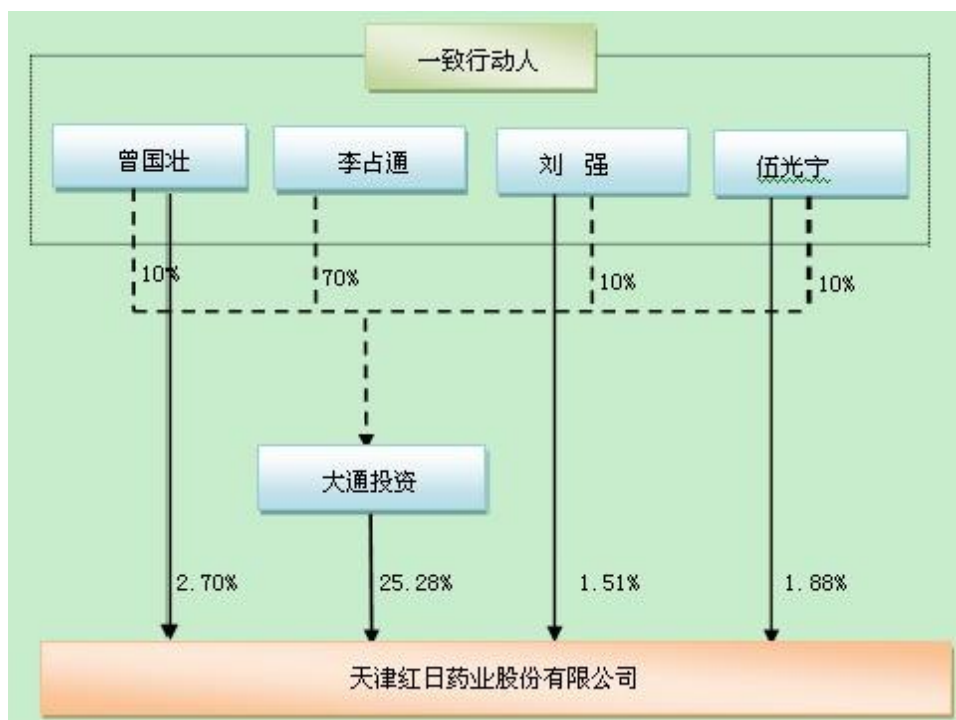 一致行动人
曾国壮
李占通
刘 强
伍光宁
10%
70%
10%
10%
大通投资
2.70%
25.28%
1.51%
1.88%
天津红日药业股份有限公司